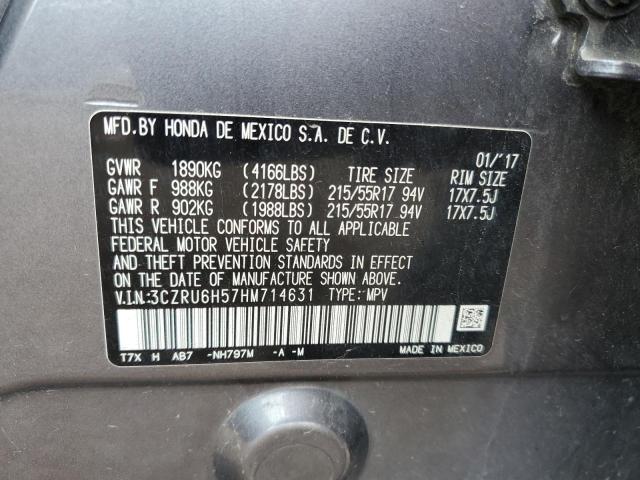 MFD.BY HONDA DE MEXICO S.A. DE C.V.
01/'17
GVWR 1890KG (4166LBS) TIRE SIZE RIM SIZE
GAWR F 988KG (2178LBS) 215/55R17 94V 17X7.5J
GAWR R 902KG (1988LBS) 215/55R17 94V 17X7.5J
THIS VEHICLE CONFORMS TO ALL APPLICABLE
FEDERAL MOTOR VEHICLE SAFETY
AND THEFT PREVENTION STANDARDS IN EFFECT
ON THE DATE OF MANUFACTURE SHOWN ABOVE.
V.I.N.:3CZRU6H57HM714631 TYPE:MPV
T7X H AB7 -NH797M -A -M MADE IN MEXICO